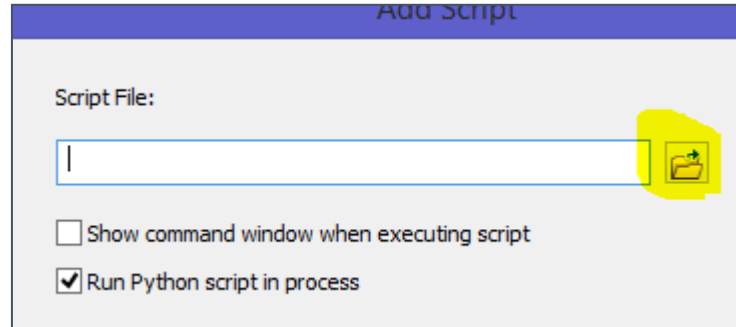 Add Script
Script File:
Show command window when executing script
Run Python script in process